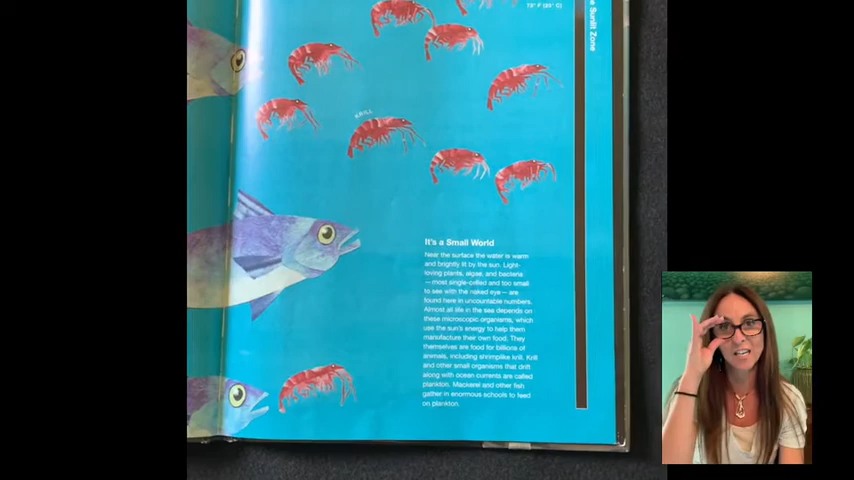 73° F (23° C)
e Sunlit Zone
KRILL
It's a Small World
Near the surface the water is warm
and brightly lit by the sun. Light-
loving plants, algae, and bacteria
—most single-celled and too small
to see with the naked eye—are
found here in uncountable numbers.
Almost all life in the sea depends on
these microscopic organisms, which
use the sun's energy to help them
manufacture their own food. They
themselves are food for billions of
animals, including shrimplike krill. Krill
and other small organisms that drift
along with ocean currents are called
plankton. Mackerel and other fish
gather in enormous schools to feed
on plankton.